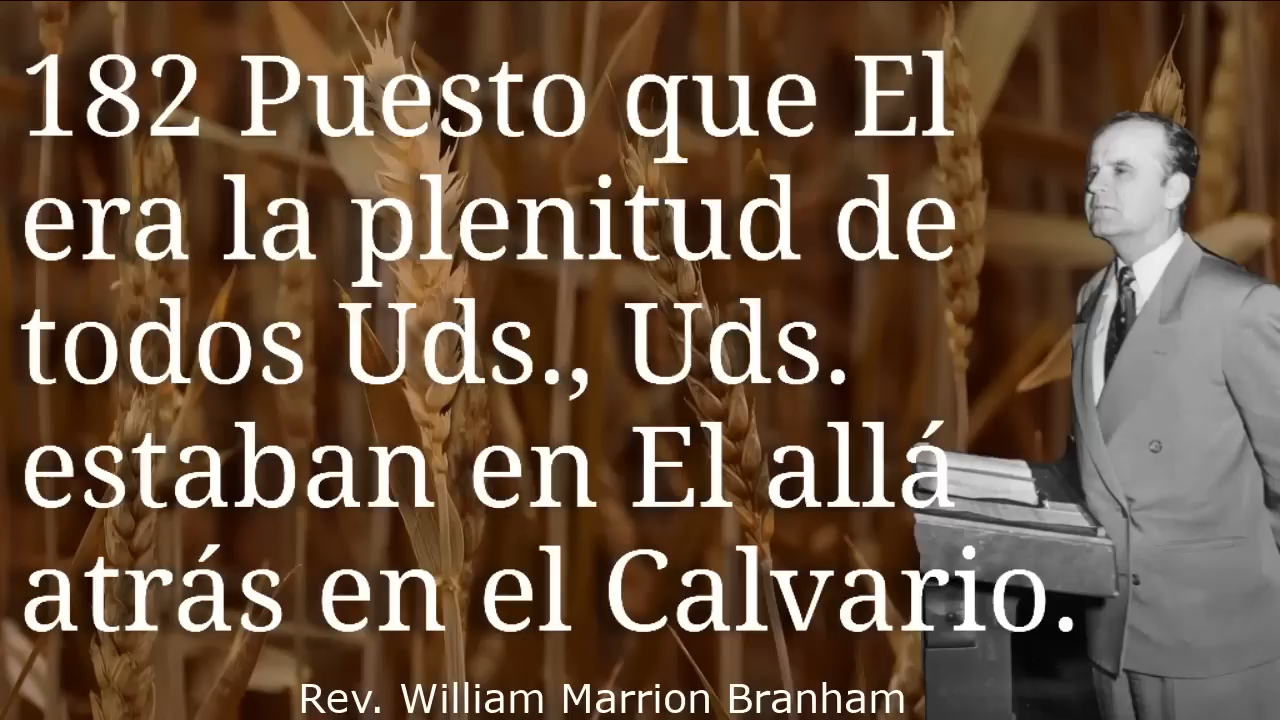 182 Puesto que El
era la plenitud de
todos Uds., Uds.
estaban en El allá
atrás en el Calvario.
Rev. William Marrion Branham